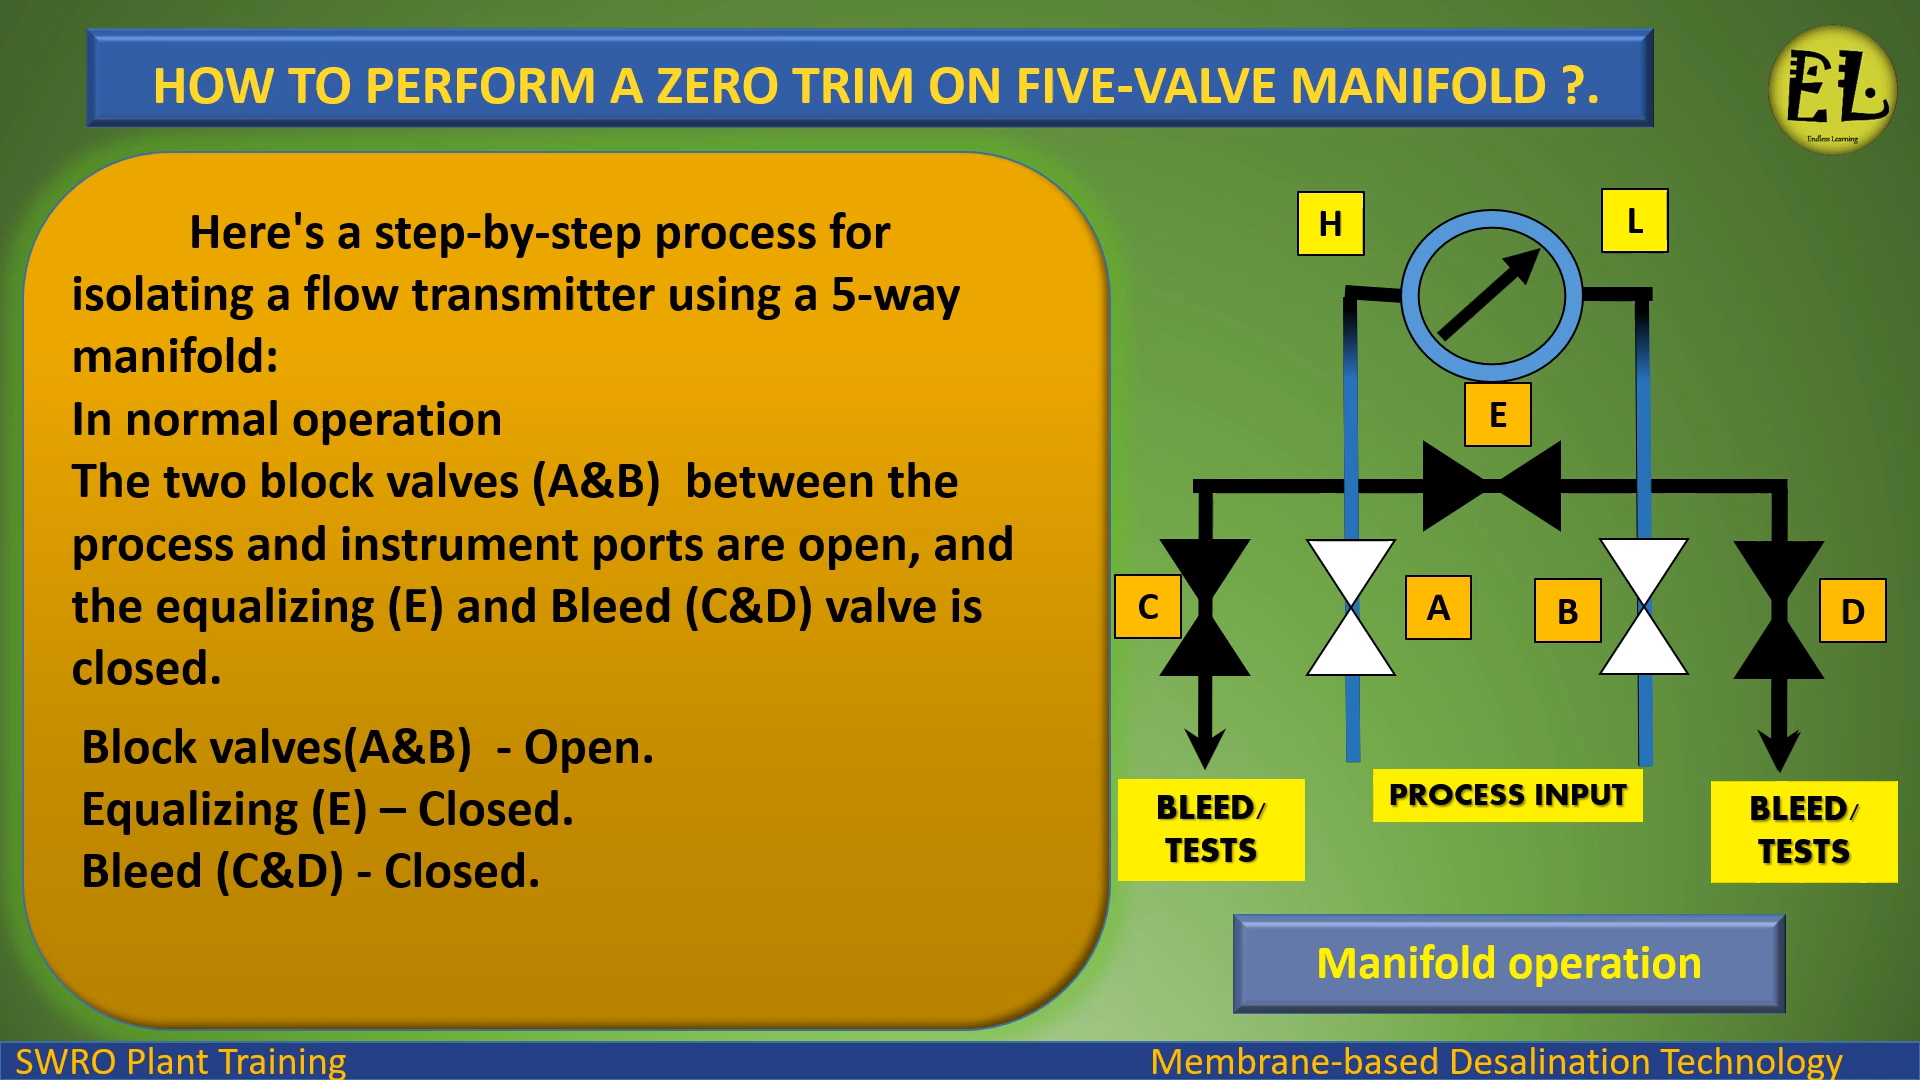 HOW TO PERFORM A ZERO TRIM ON FIVE-VALVE MANIFOLD ?.
EL
Endless Learning
Here's a step-by-step process for
isolating a flow transmitter using a 5-way
manifold:
In normal operation
The two block valves (A&B)  between the
process and instrument ports are open, and
the equalizing (E) and Bleed (C&D) valve is
closed.
Block valves(A&B)  - Open.
Equalizing (E) – Closed.
Bleed (C&D) - Closed.
H
L
E
C
A
B
D
BLEED/
TESTS
PROCESS INPUT
BLEED/
TESTS
Manifold operation
SWRO Plant Training
Membrane-based Desalination Technology